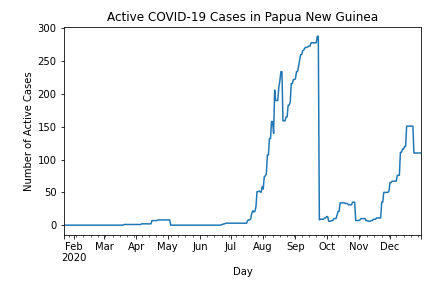 Active COVID-19 Cases in Papua New Guinea
Number of Active Cases
300
250
200
150
100
50
0
Feb
2020
Mar
Apr
May
Jun
Jul
Aug
Sep
Oct
Nov
Dec
Day